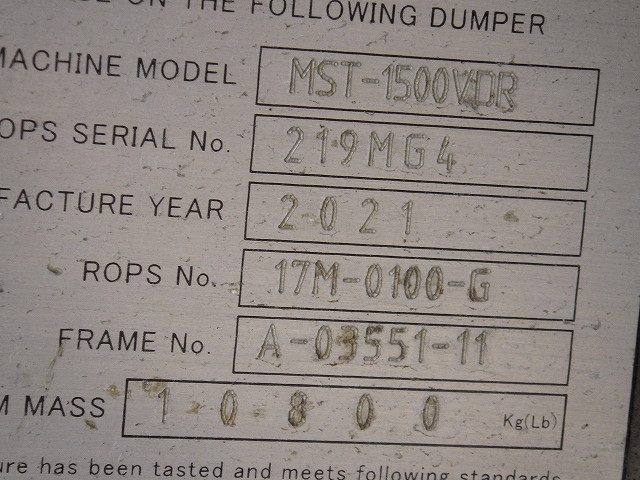 ON THE FOLLOWING DUMPER
MACHINE MODEL MST-1500VDR
OPS SERIAL No. 219MG4
FACTURE YEAR 2021
ROPS No. 17M-0100-G
FRAME No. A-03551-11
M MASS 10800 Kg(Lb)
ure has been tasted and meets following standards